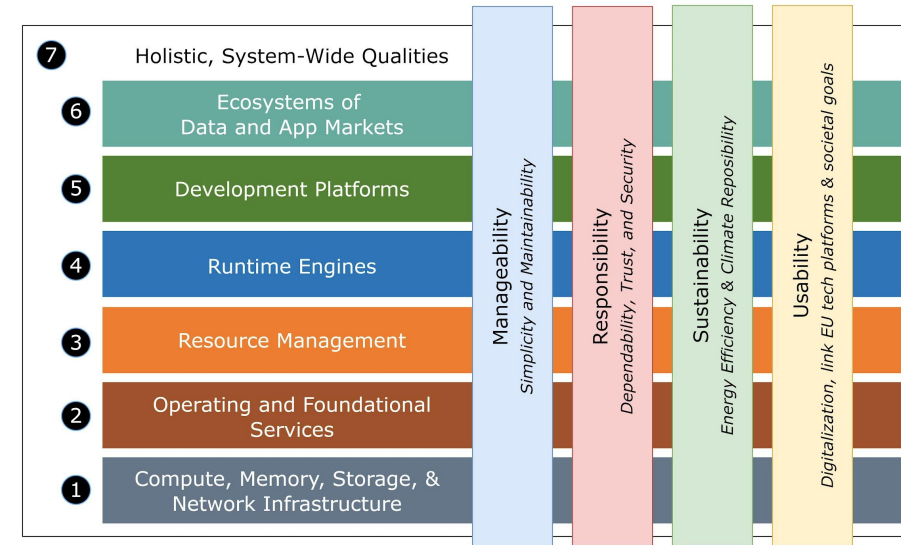 7
Holistic, System-Wide Qualities
6
Ecosystems of
Data and App Markets
5
Development Platforms
4
Runtime Engines
3
Resource Management
2
Operating and Foundational
Services
1
Compute, Memory, Storage, &
Network Infrastructure
Manageability
Simplicity and Maintainability
Responsibility
Dependability, Trust, and Security
Sustainability
Energy Efficiency & Climate Reposibility
Usability
Digitalization, link EU tech platforms & societal goals